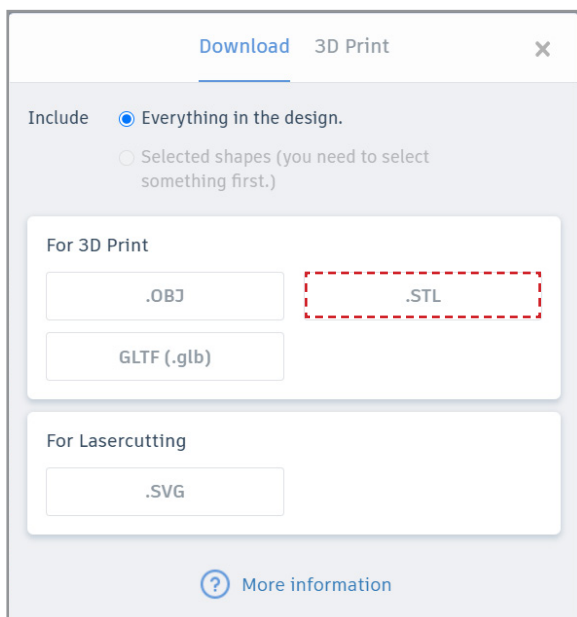 Download 3D Print
Include Everything in the design.
Selected shapes (you need to select
something first.)
For 3D Print
.OBJ .STL
GLTF (.glb)
For Lasercutting
.SVG
? More information